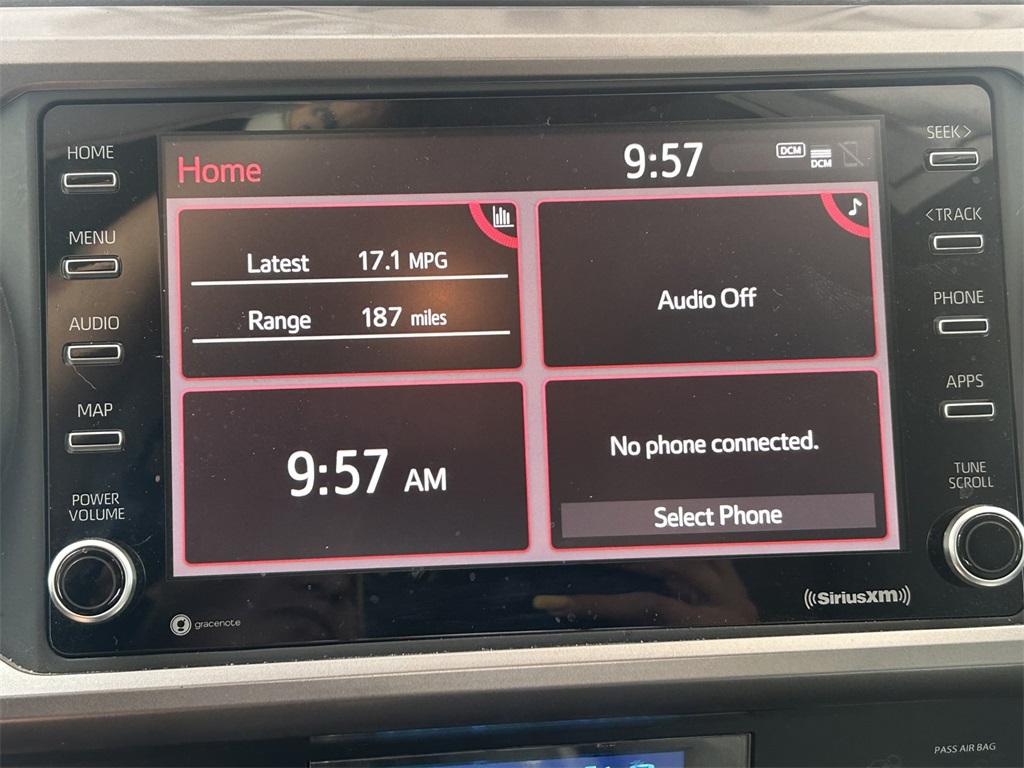 HOME
MENU
AUDIO
MAP
POWER
VOLUME
Home
9:57
DCM
DCM
Latest 17.1 MPG
Range 187 miles
Audio Off
9:57 AM
No phone connected.
Select Phone
SEEK>
<TRACK
PHONE
APPS
TUNE
SCROLL
gracenote
((SiriusXM))
PASS AIR BAG